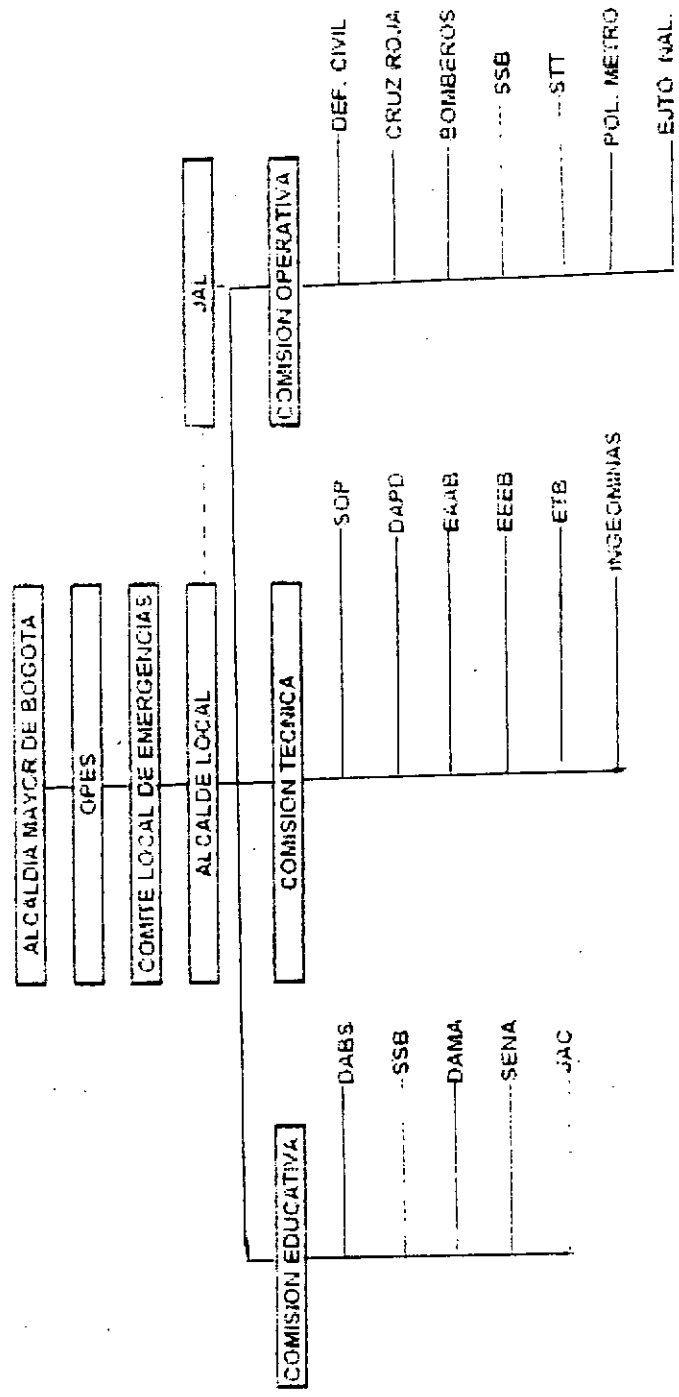 ALCALDIA MAYOR DE BOGOTA
OPES
COMITE LOCAL DE EMERGENCIAS
ALCALDE LOCAL
JAL
COMISION EDUCATIVA
DABS
SSB
DAMA
SENA
JAC
COMISION TECNICA
SOP
DAPD
EAAB
EEEB
ETB
INGEOMINAS
COMISION OPERATIVA
DEF. CIVIL
CRUZ ROJA
BOMBEROS
SSB
STT
POL. METRO
EJTO NAL.